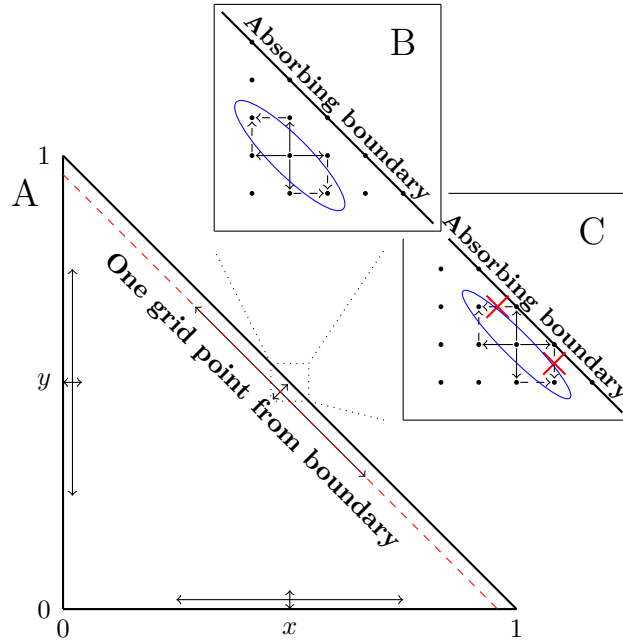 B
Absorbing boundary
1
A
C
Absorbing boundary
One grid point from boundary
y
0
0
x
1